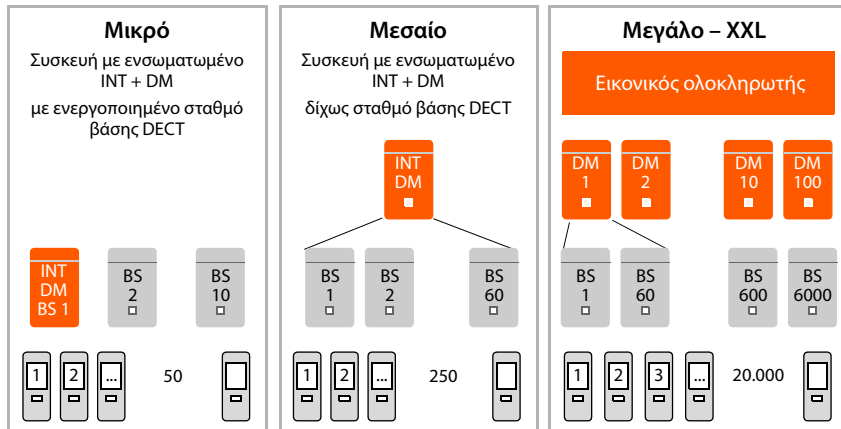 Μικρό
Συσκευή με ενσωματωμένο
INT + DM
με ενεργοποιημένο σταθμό
βάσης DECT
INT
DM
BS 1
BS
2
BS
10
1
2
...
50
Μεσαίο
Συσκευή με ενσωματωμένο
INT + DM
δίχως σταθμό βάσης DECT
INT
DM
BS
1
BS
2
BS
60
1
2
...
250
Μεγάλο – XXL
Εικονικός ολοκληρωτής
DM
1
DM
2
DM
10
DM
100
BS
1
BS
60
BS
600
BS
6000
1
2
3
...
20.000